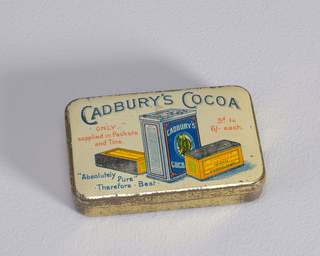 CADBURY'S COCOA
ONLY
supplied in Packets
and Tins.
3d. to
6/- each.
CADBURY'S
COCOA
"Absolutely
Pure"
Therefore Best